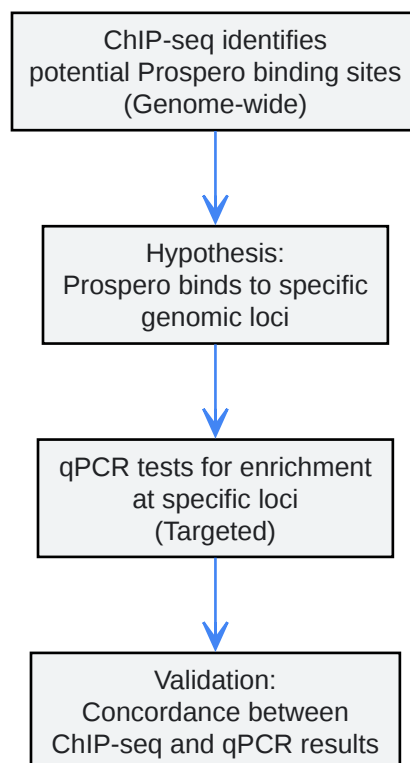 ChIP-seq identifies
potential Prospero binding sites
(Genome-wide)
Hypothesis:
Prospero binds to specific
genomic loci
qPCR tests for enrichment
at specific loci
(Targeted)
Validation:
Concordance between
ChIP-seq and qPCR results